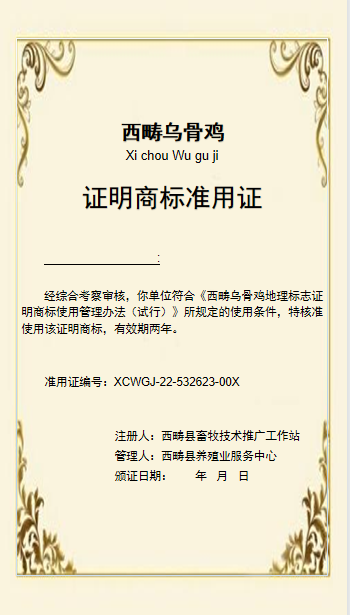 西畴乌骨鸡
Xi chou Wu gu ji
证明商标准用证
:
经综合考察审核，你单位符合《西畴乌骨鸡地理标志证
明商标使用管理办法（试行）》所规定的使用条件，特核准
使用该证明商标，有效期两年。
准用证编号：XCWGJ-22-532623-00X
注册人：西畴县畜牧技术推广工作站
管理人：西畴县养殖业服务中心
颁证日期： 年 月 日